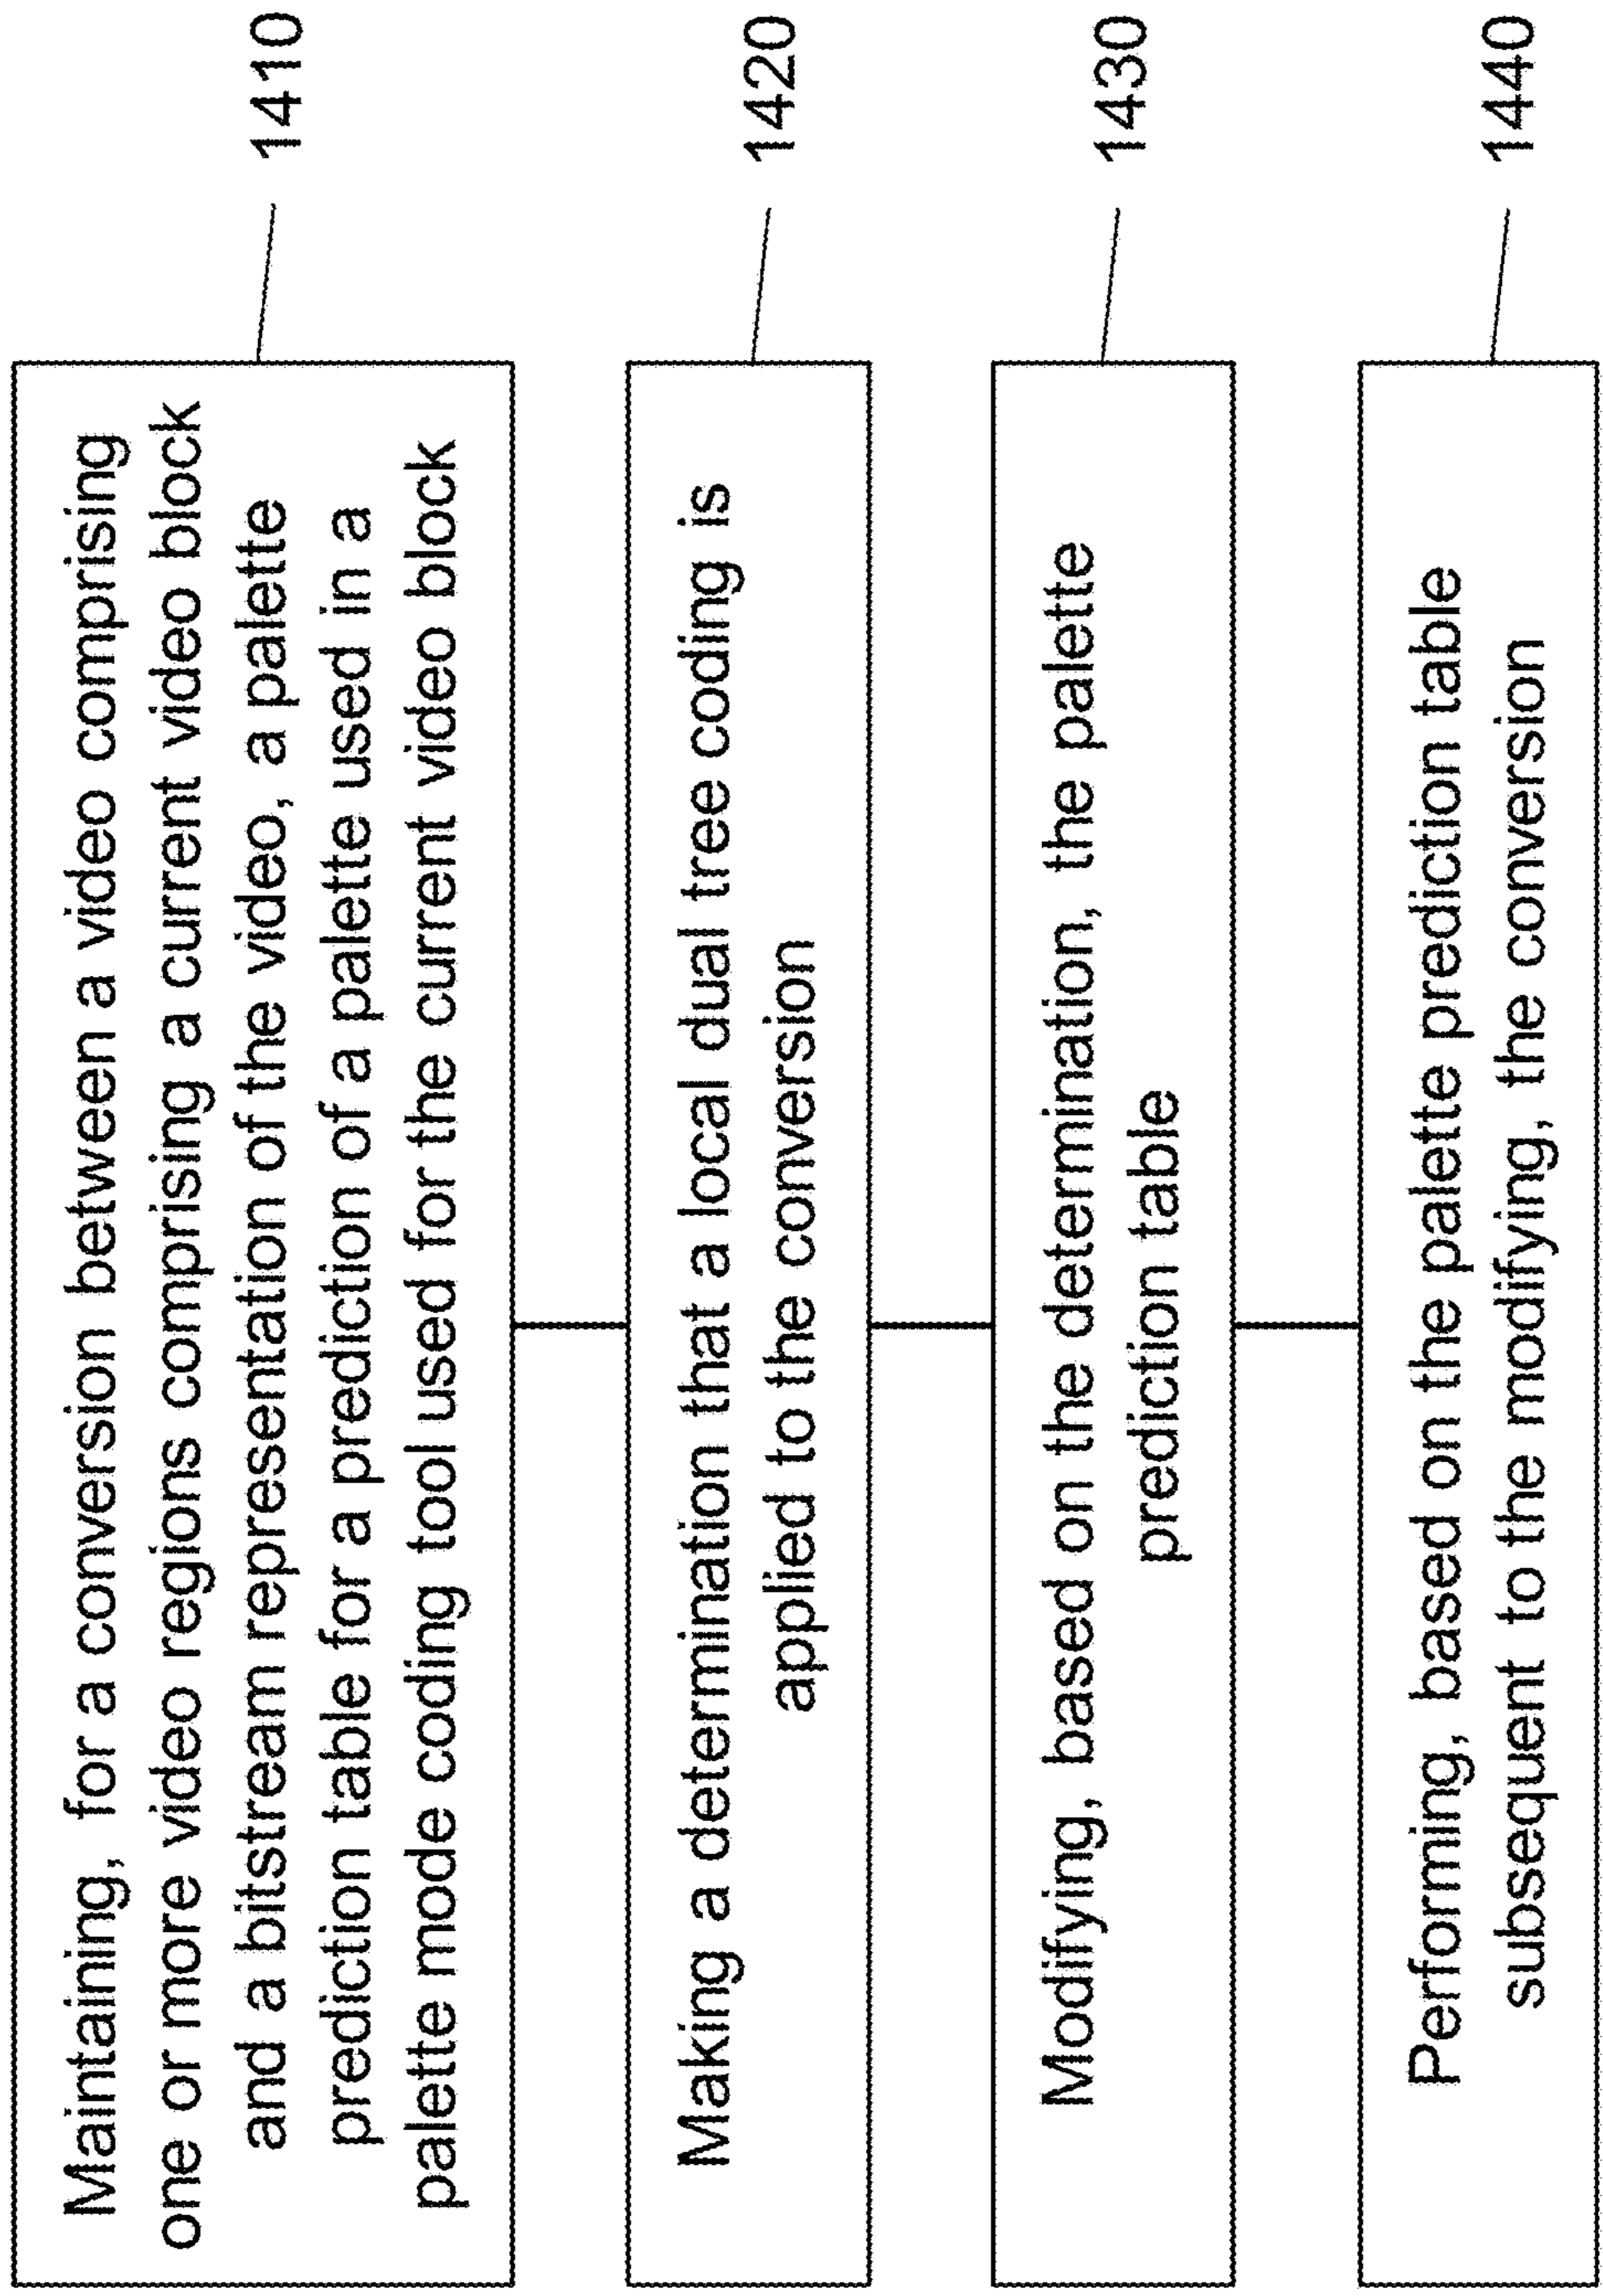 Maintaining, for a conversion between a video comprising
one or more video regions comprising a current video block
and a bitstream representation of the video, a palette
prediction table for a prediction of a palette used in a
palette mode coding tool used for the current video block
1410
Making a determination that a local dual tree coding is
applied to the conversion
1420
Modifying, based on the determination, the palette
prediction table
1430
Performing, based on the palette prediction table
subsequent to the modifying, the conversion
1440